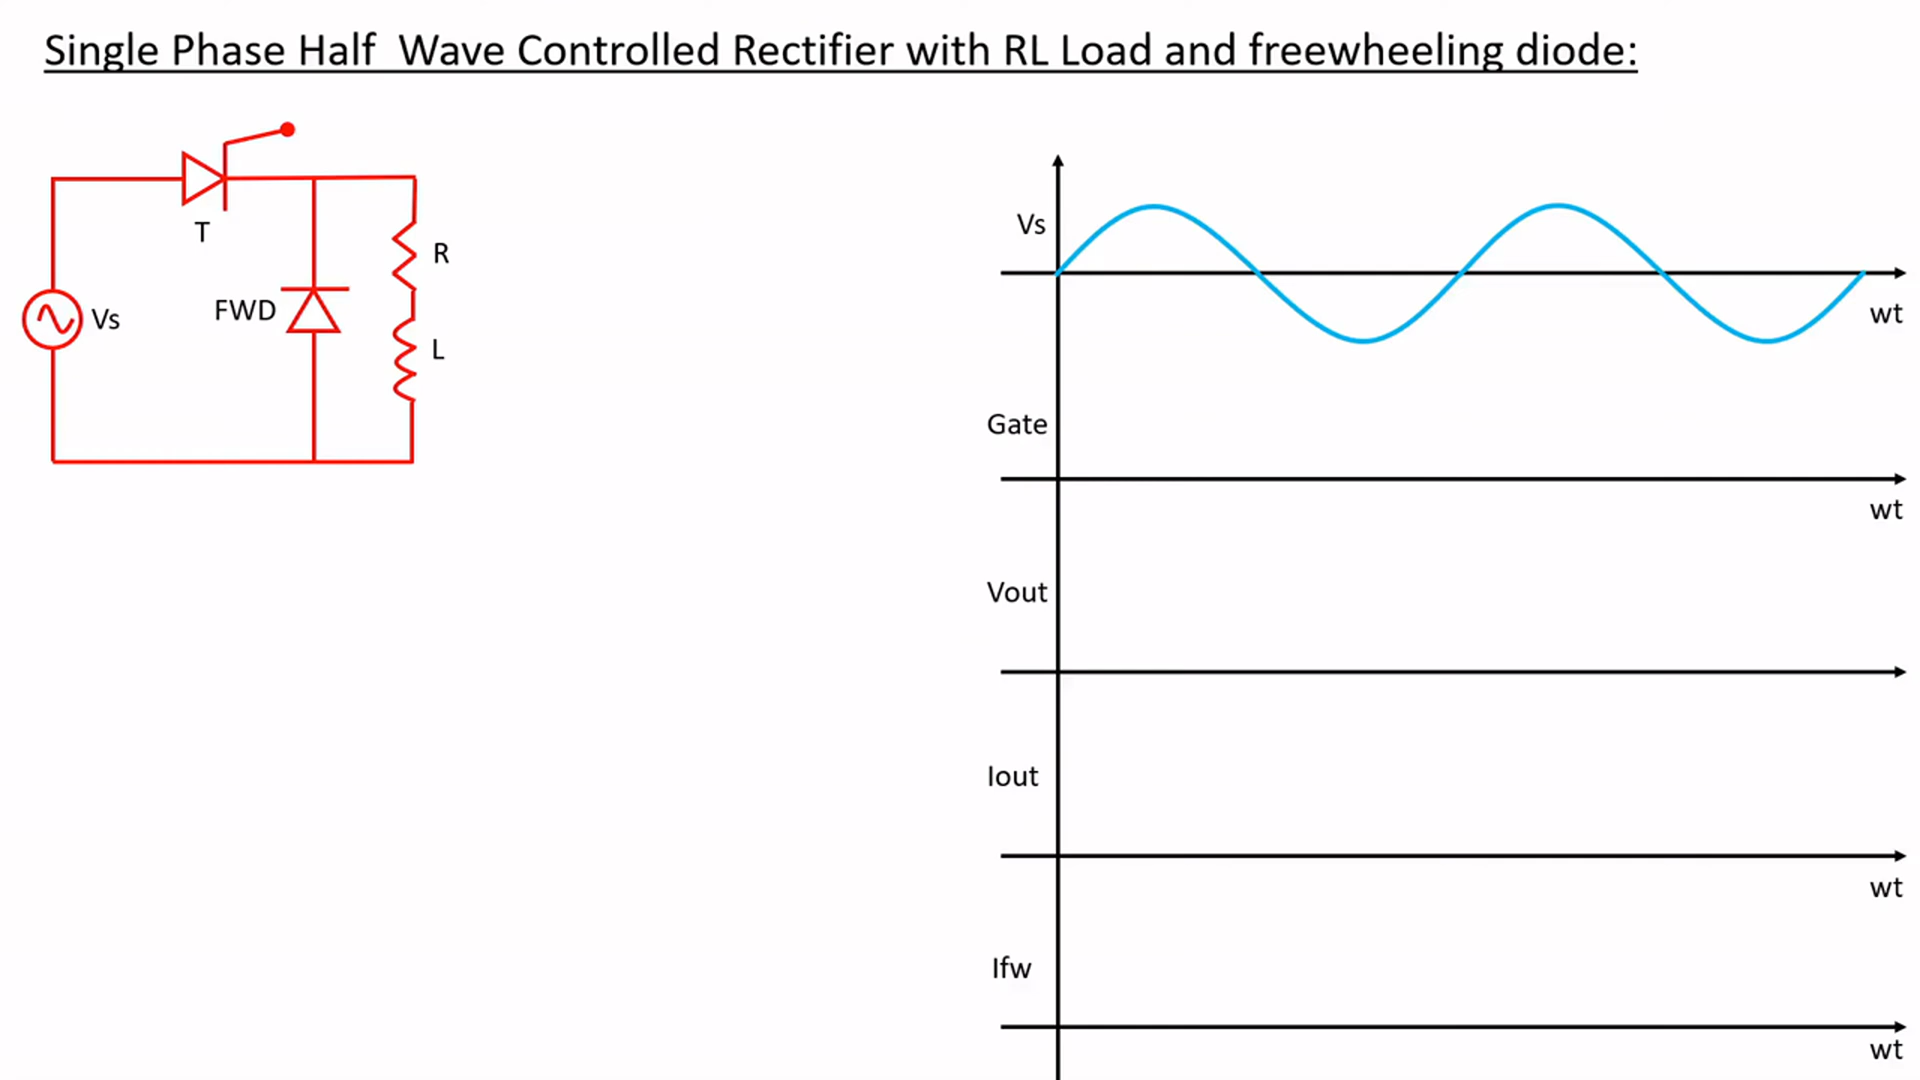 Single Phase Half  Wave Controlled Rectifier with RL Load and freewheeling diode:
T
R
FWD
Vs
L
Vs
wt
Gate
wt
Vout
Iout
wt
Ifw
wt